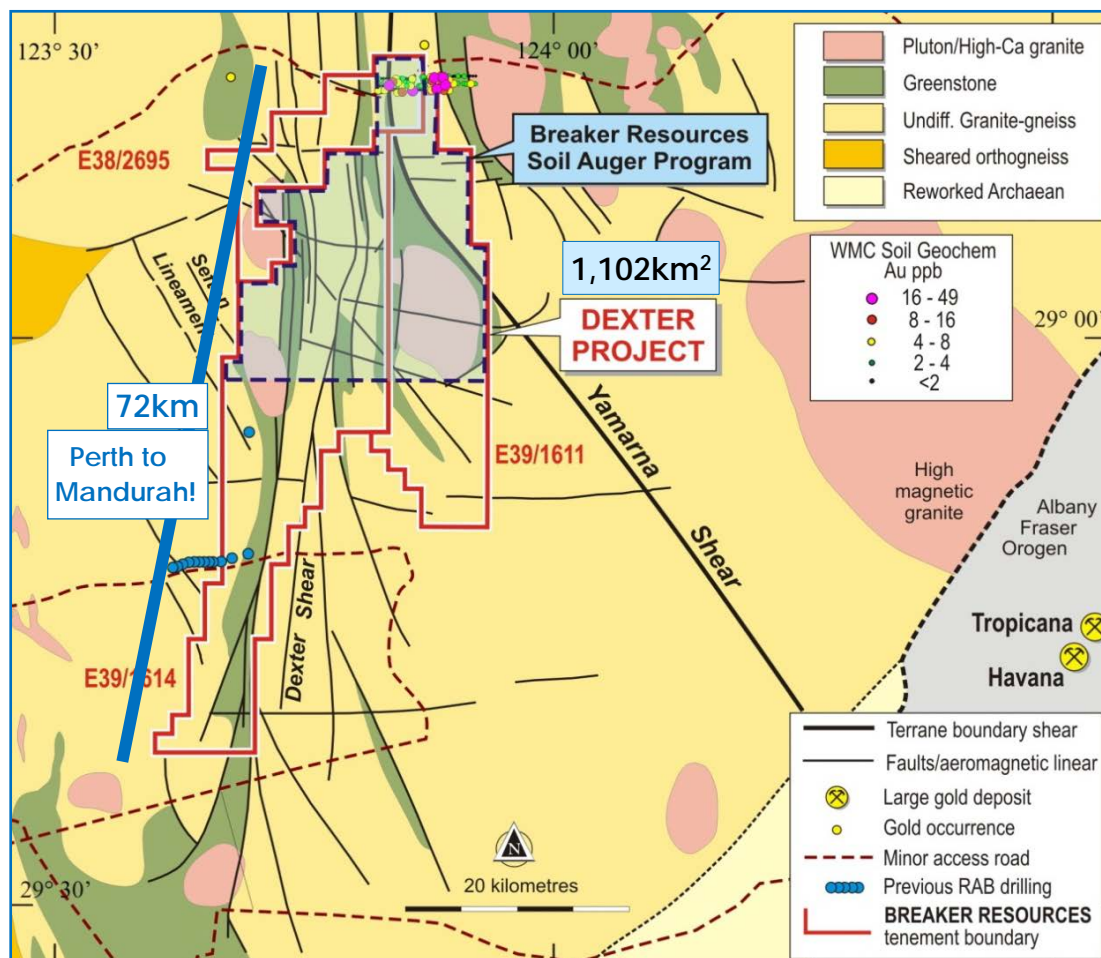 123° 30'
124° 00'
E38/2695
Breaker Resources
Soil Auger Program
Pluton/High-Ca granite
Greenstone
Undiff. Granite-gneiss
Sheared orthogneiss
Reworked Archaean
WMC Soil Geochem
Au ppb
16 - 49
8 - 16
4 - 8
2 - 4
<2
Sefton
Lineament
1,102km²
DEXTER
PROJECT
29° 00'
72km
Perth to
Mandurah!
Yamarna
Shear
E39/1611
High
magnetic
granite
Albany
Fraser
Orogen
Tropicana
Havana
Dexter Shear
E39/1614
Terrane boundary shear
Faults/aeromagnetic linear
Large gold deposit
Gold occurrence
Minor access road
Previous RAB drilling
BREAKER RESOURCES
tenement boundary
N
20 kilometres
29° 30'